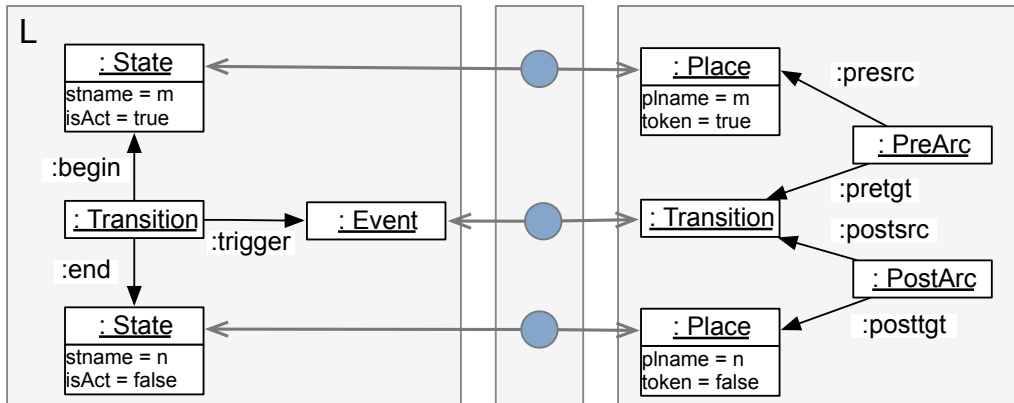 L
: State
stname = m
isAct = true
:begin
: Transition
:trigger
: Event
:end
: State
stname = n
isAct = false
: Place
plname = m
token = true
:presrc
: PreArc
:pretgt
: Transition
:postsrc
: PostArc
:posttgt
: Place
plname = n
token = false